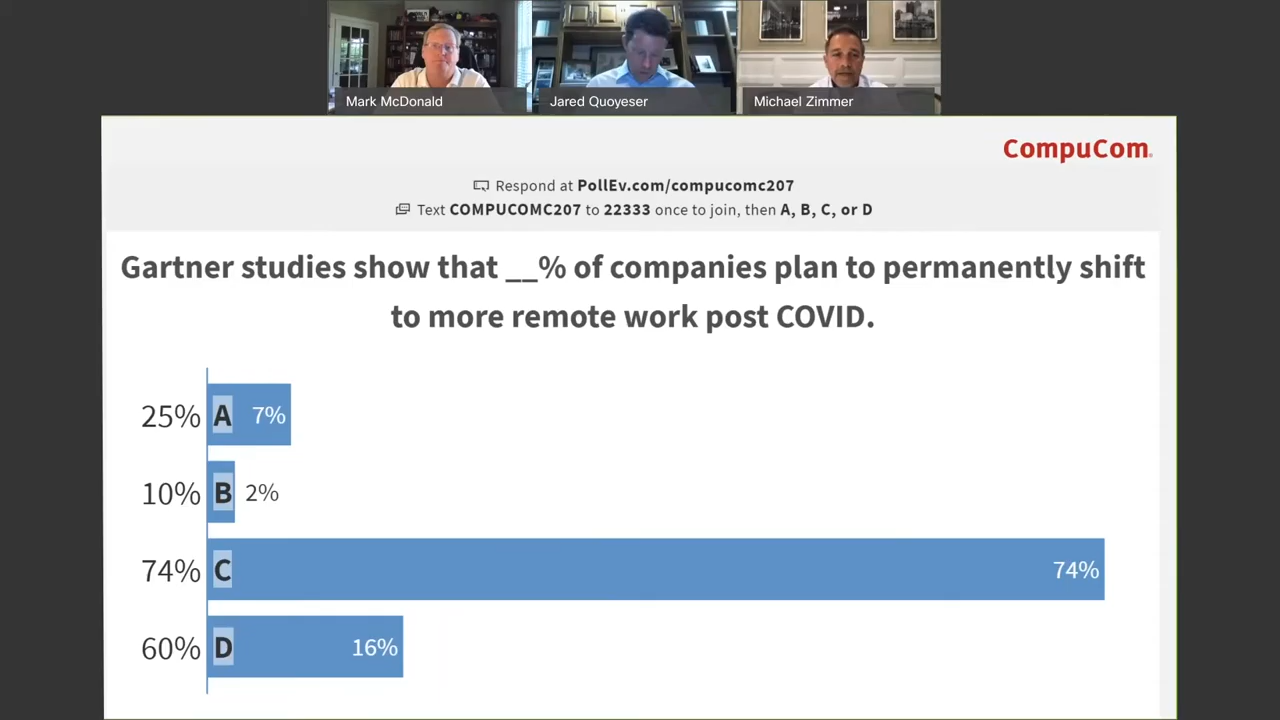 Mark McDonald
Jared Quoyeser
Michael Zimmer
CompuCom
Respond at PollEv.com/compucomc207
Text COMPUCOMC207 to 22333 once to join, then A, B, C, or D
Gartner studies show that __% of companies plan to permanently shift
to more remote work post COVID.
25% A 7%
10% B 2%
74% C 74%
60% D 16%